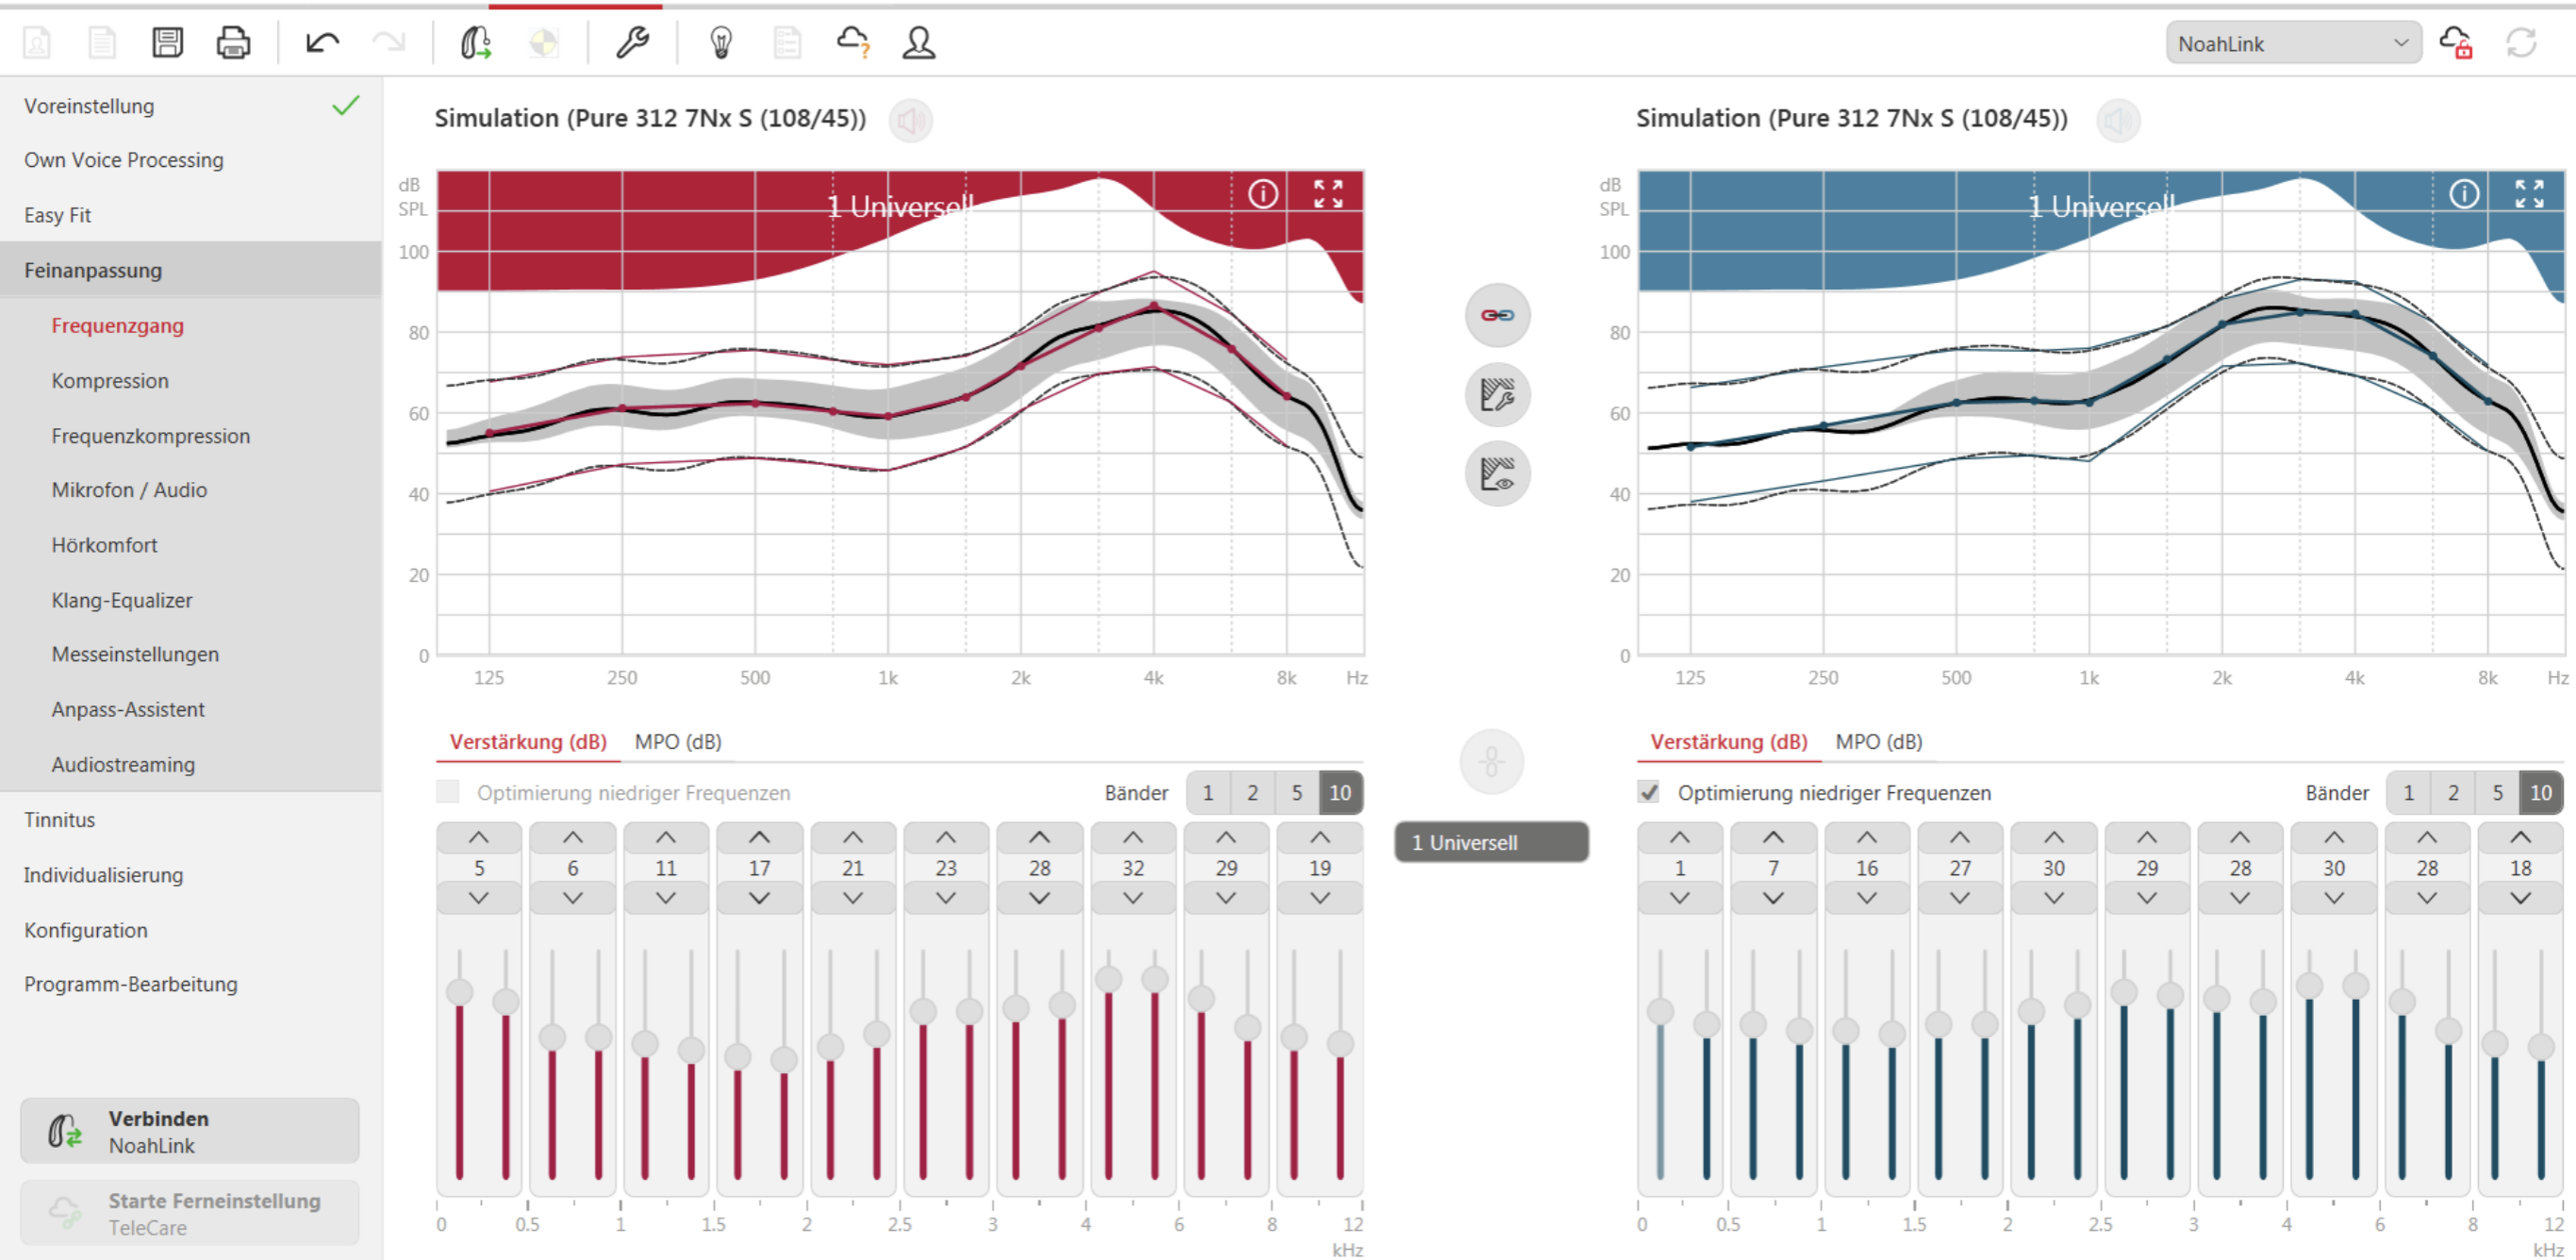 NoahLink
Voreinstellung
Own Voice Processing
Easy Fit
Feinanpassung
Frequenzgang
Kompression
Frequenzkompression
Mikrofon / Audio
Hörkomfort
Klang-Equalizer
Messeinstellungen
Anpass-Assistent
Audiostreaming
Tinnitus
Individualisierung
Konfiguration
Programm-Bearbeitung
Verbinden
NoahLink
Starte Ferneinstellung
TeleCare
Simulation (Pure 312 7Nx S (108/45))
dB
SPL
1 Universell
100
80
60
40
20
0
125 250 500 1k 2k 4k 8k Hz
Verstärkung (dB) MPO (dB)
Optimierung niedriger Frequenzen Bänder 1 2 5 10
5 6 11 17 21 23 28 32 29 19
0 0.5 1 1.5 2 2.5 3 4 6 8 12
kHz
1 Universell
Simulation (Pure 312 7Nx S (108/45))
dB
SPL
1 Universell
100
80
60
40
20
0
125 250 500 1k 2k 4k 8k Hz
Verstärkung (dB) MPO (dB)
Optimierung niedriger Frequenzen Bänder 1 2 5 10
1 7 16 27 30 29 28 30 28 18
0 0.5 1 1.5 2 2.5 3 4 6 8 12
kHz